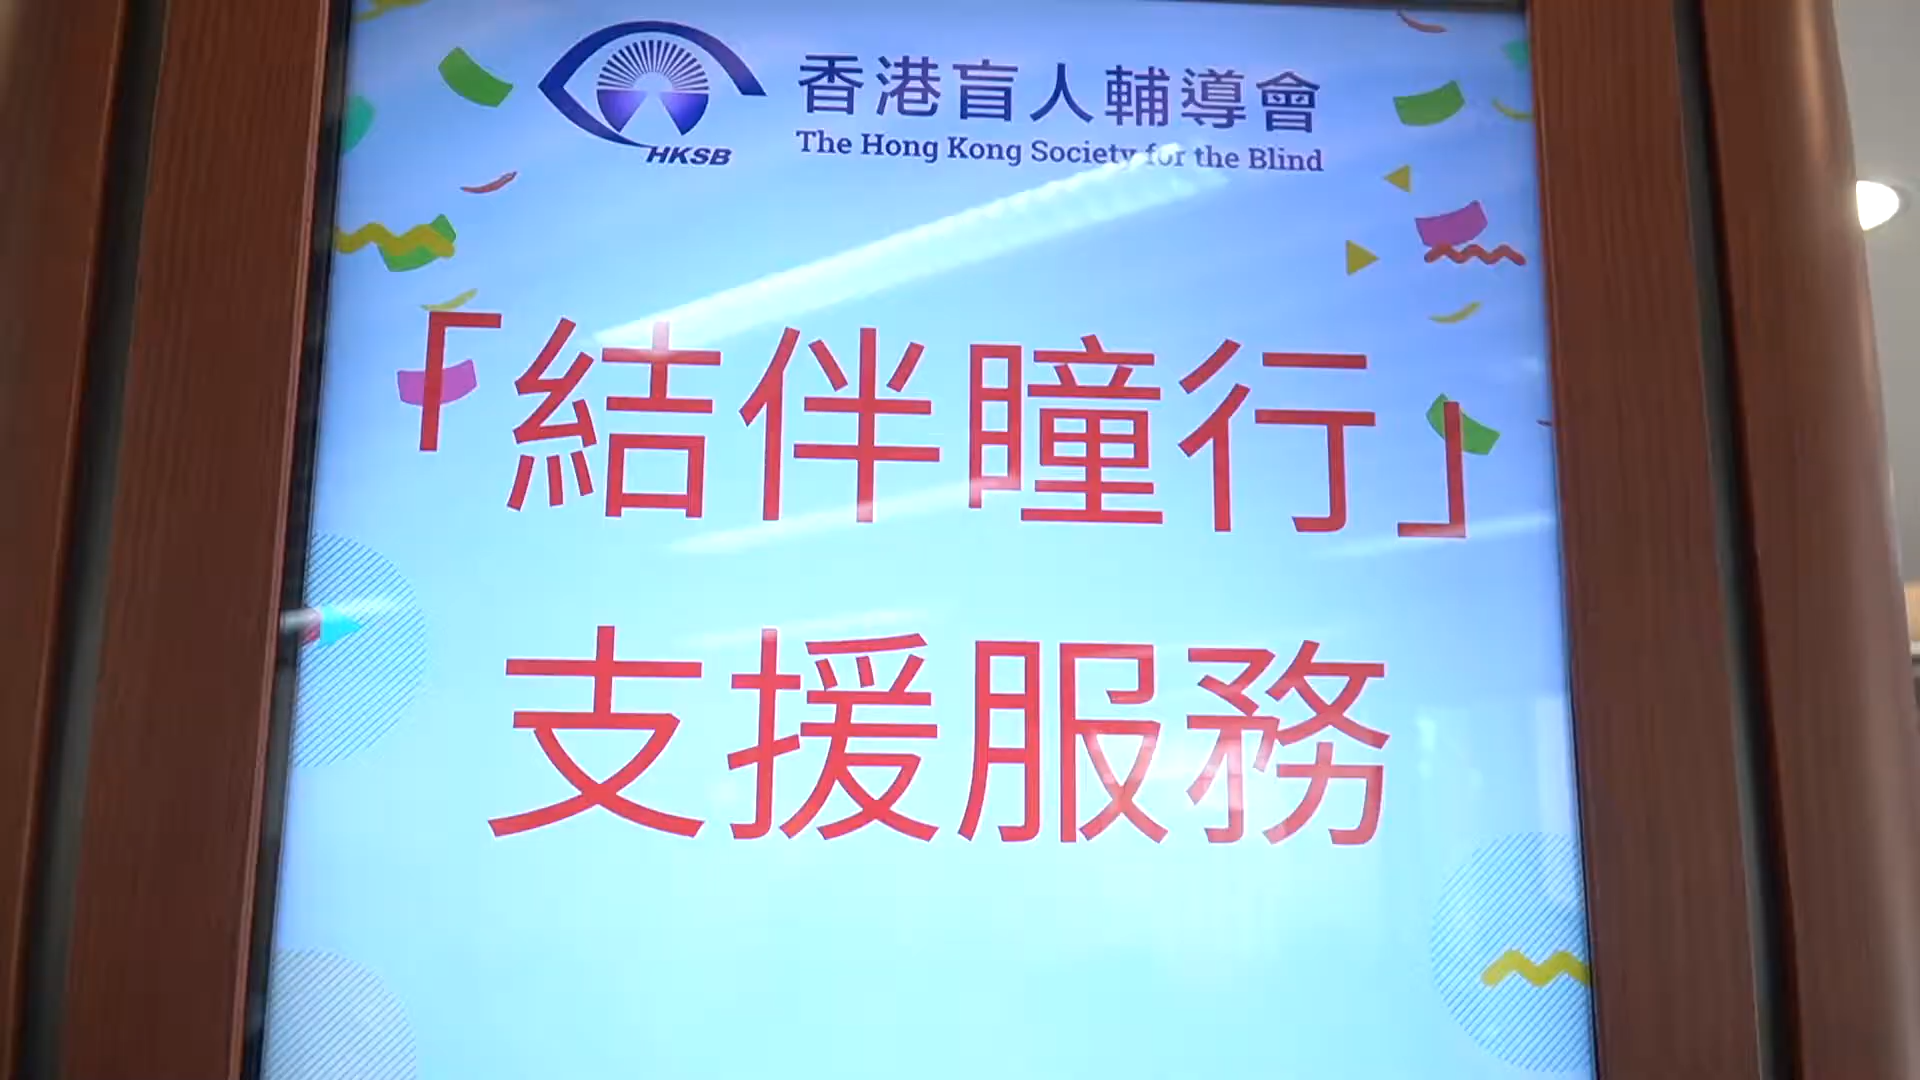 香港盲人輔導會
The Hong Kong Society for the Blind
HKSB
「結伴瞳行」
支援服務